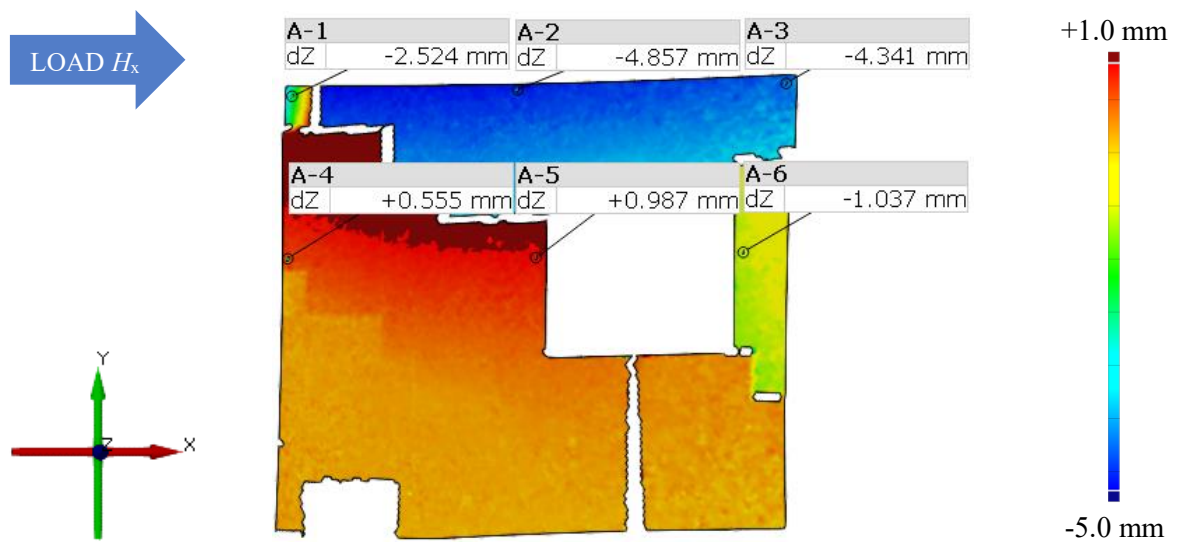 +1.0 mm
LOAD Hx
A-1
dZ -2.524 mm
A-2
dZ -4.857 mm
A-3
dZ -4.341 mm
A-4
dZ +0.555 mm
A-5
dZ +0.987 mm
A-6
dZ -1.037 mm
Y
Z
X
-5.0 mm